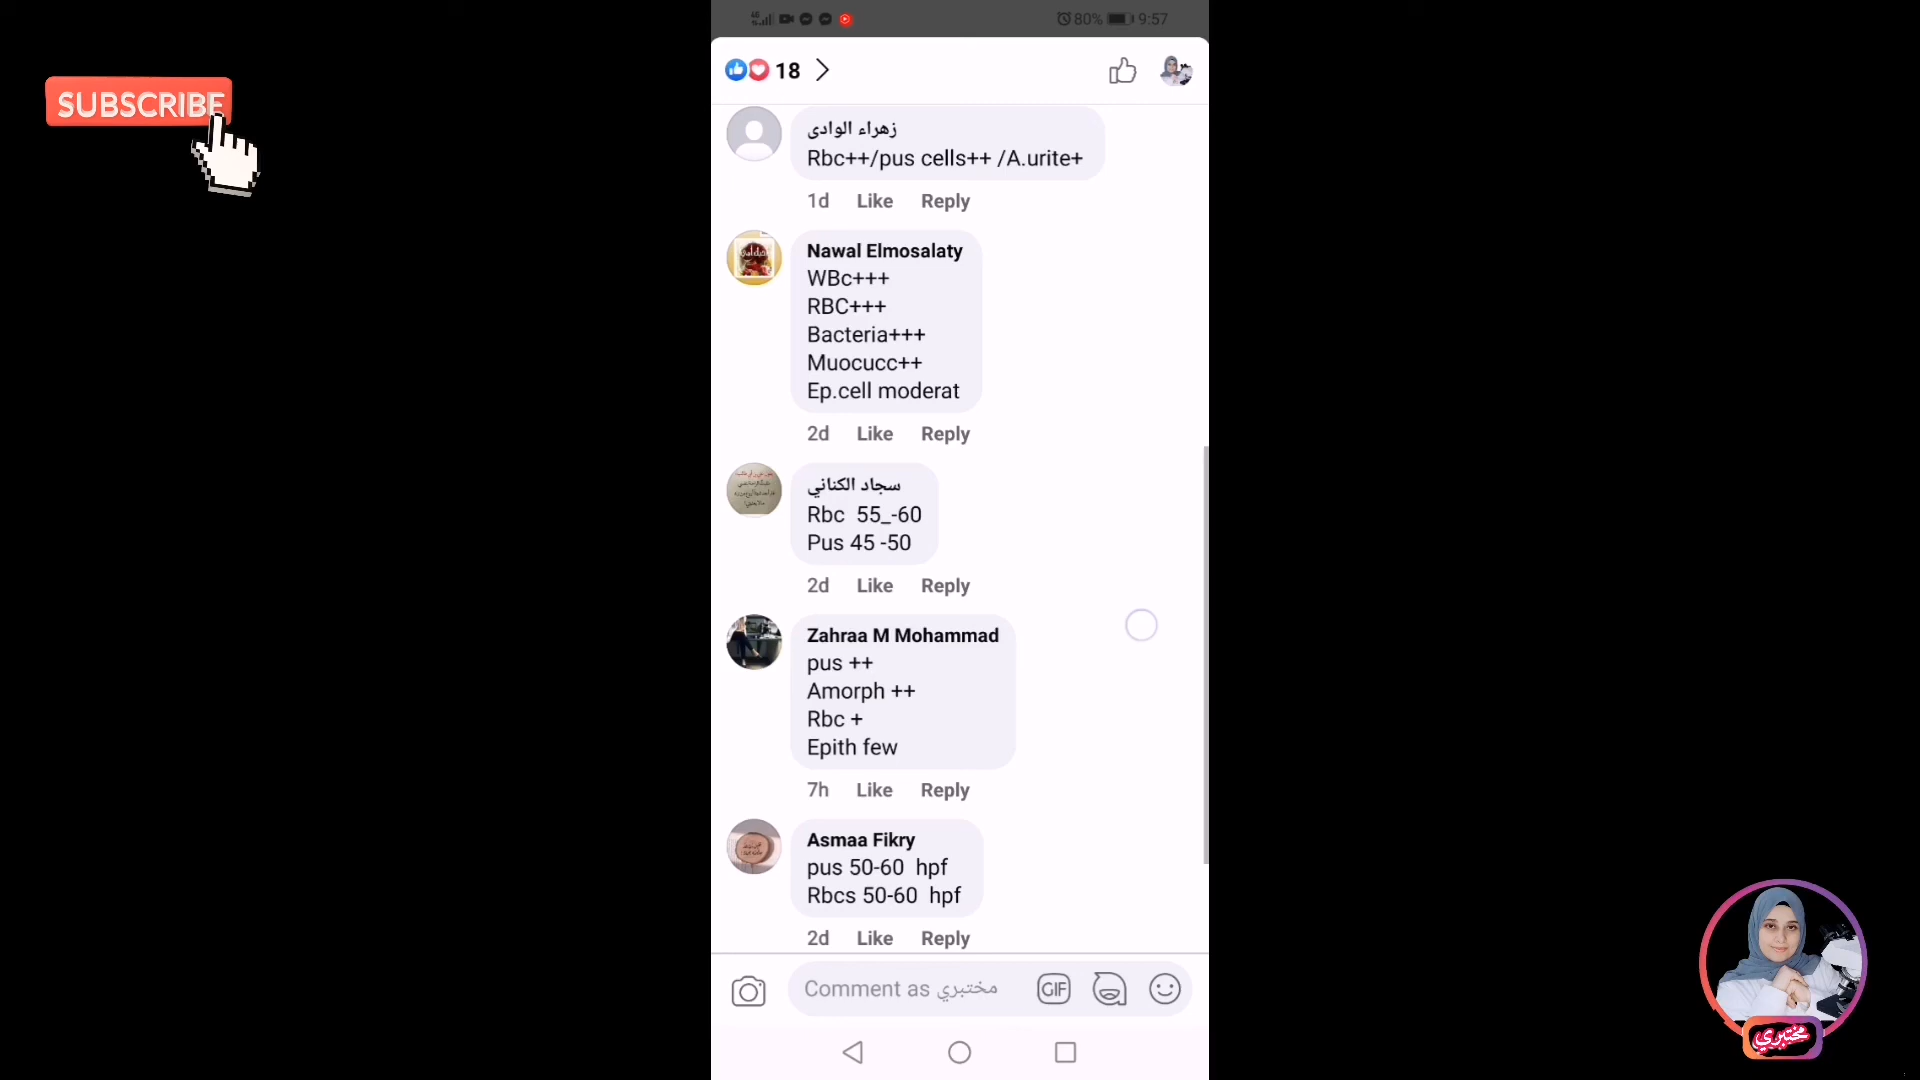 SUBSCRIBE
80% 9:57
18
زهراء الوادى
Rbc++/pus cells++ /A.urite+
1d Like Reply
Nawal Elmosalaty
WBc+++
RBC+++
Bacteria+++
Muocucc++
Ep.cell moderat
2d Like Reply
سجاد الكناني
Rbc 55_-60
Pus 45 -50
2d Like Reply
Zahraa M Mohammad
pus ++
Amorph ++
Rbc +
Epith few
7h Like Reply
Asmaa Fikry
pus 50-60 hpf
Rbcs 50-60 hpf
2d Like Reply
Comment as مختبري GIF
مختبري